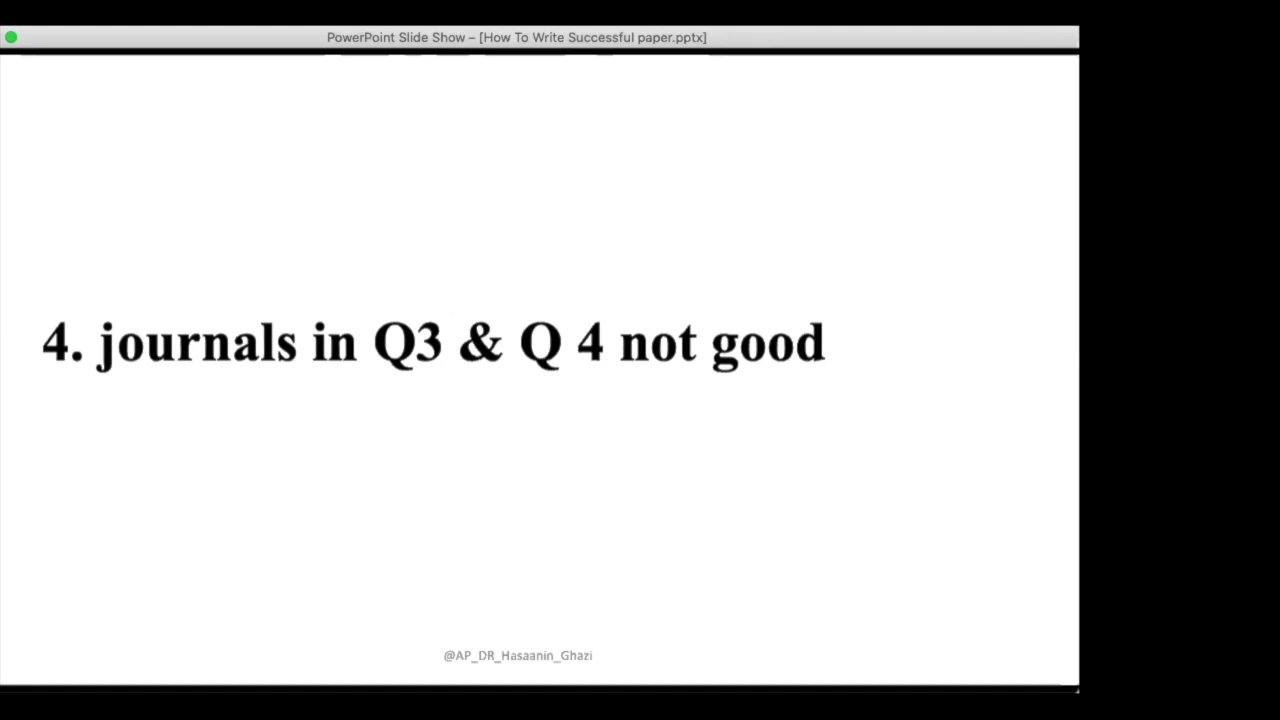 PowerPoint Slide Show – [How To Write Successful paper.pptx]
4. journals in Q3 & Q 4 not good
@AP_DR_Hasaanin_Ghazi